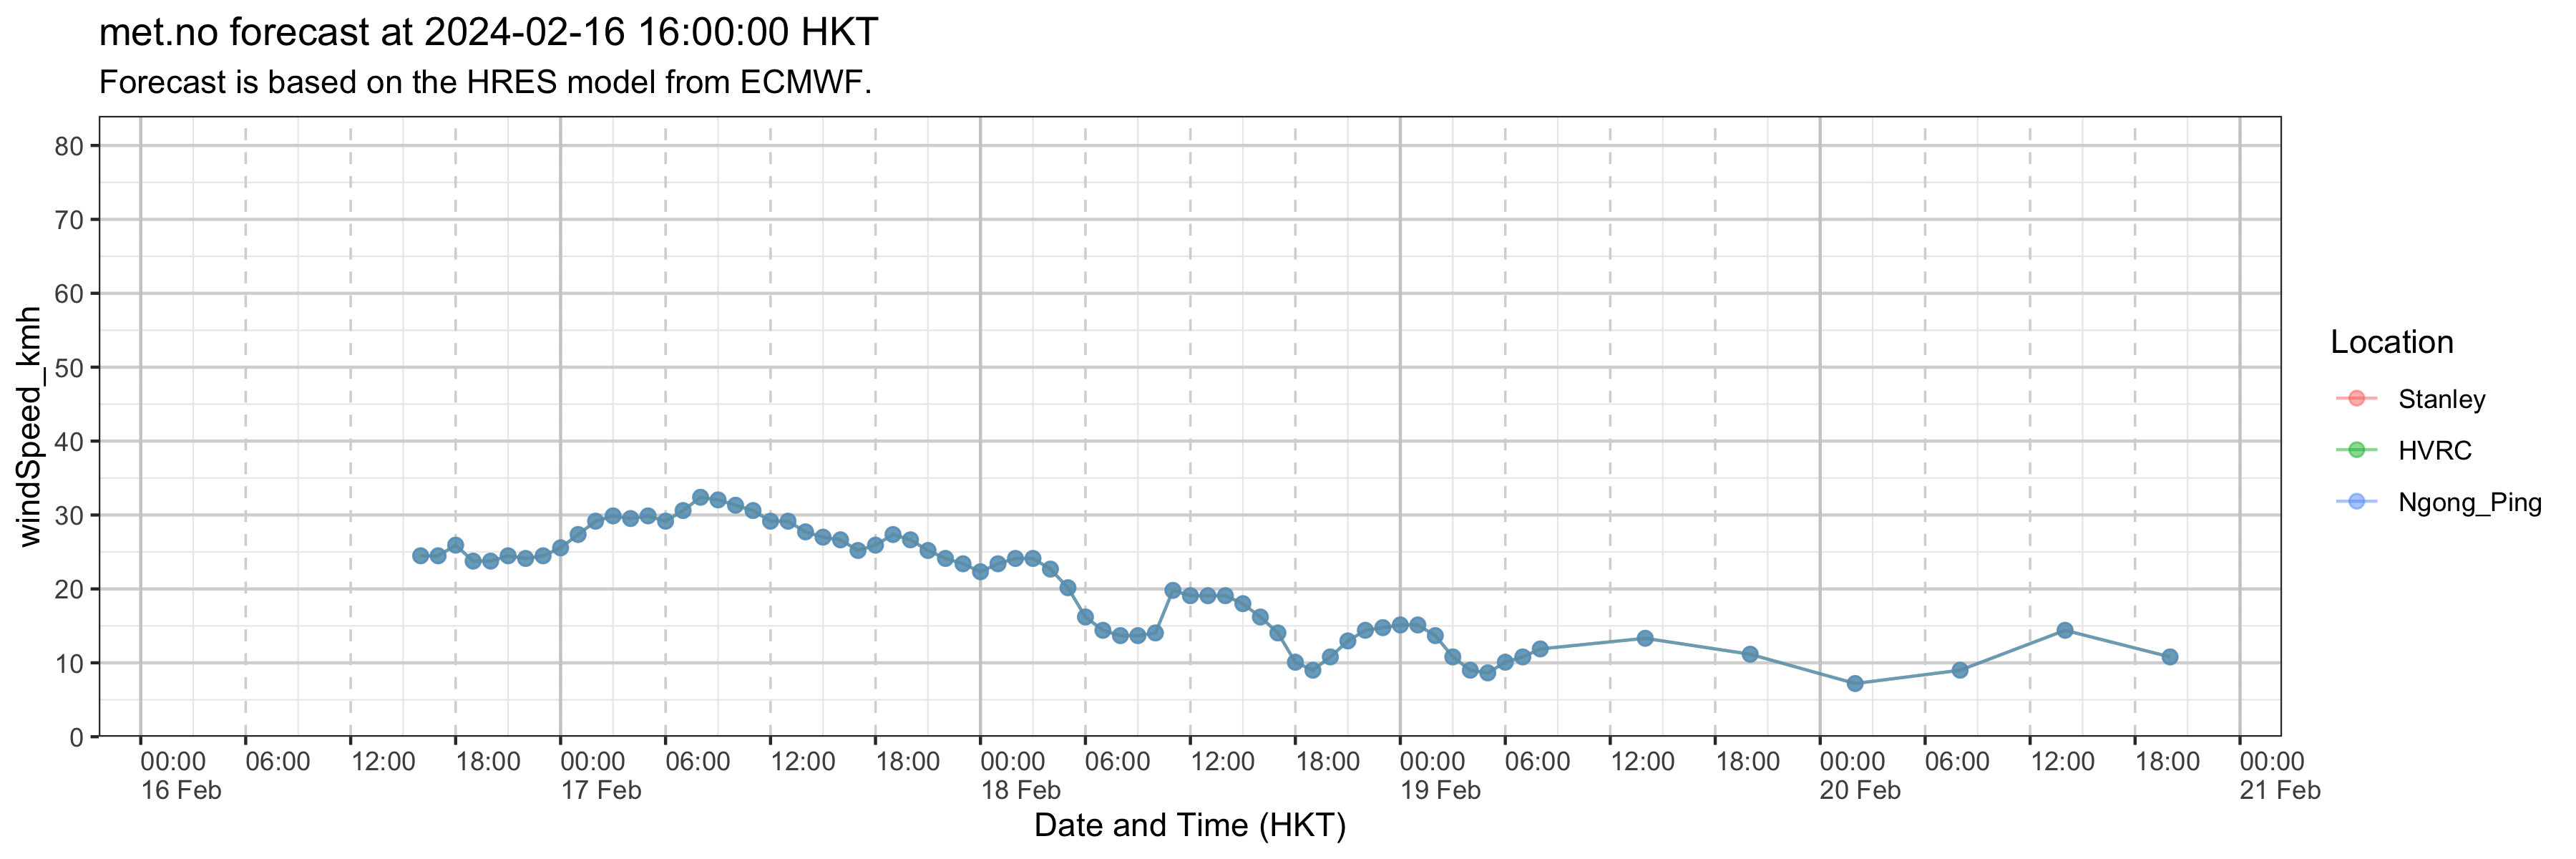 met.no forecast at 2024-02-16 16:00:00 HKT
Forecast is based on the HRES model from ECMWF.
windSpeed_kmh
80
70
60
50
40
30
20
10
0
00:00 06:00 12:00 18:00 00:00 06:00 12:00 18:00 00:00 06:00 12:00 18:00 00:00 06:00 12:00 18:00 00:00 06:00 12:00 18:00 00:00
16 Feb 17 Feb 18 Feb 19 Feb 20 Feb 21 Feb
Date and Time (HKT)
Location
Stanley
HVRC
Ngong_Ping